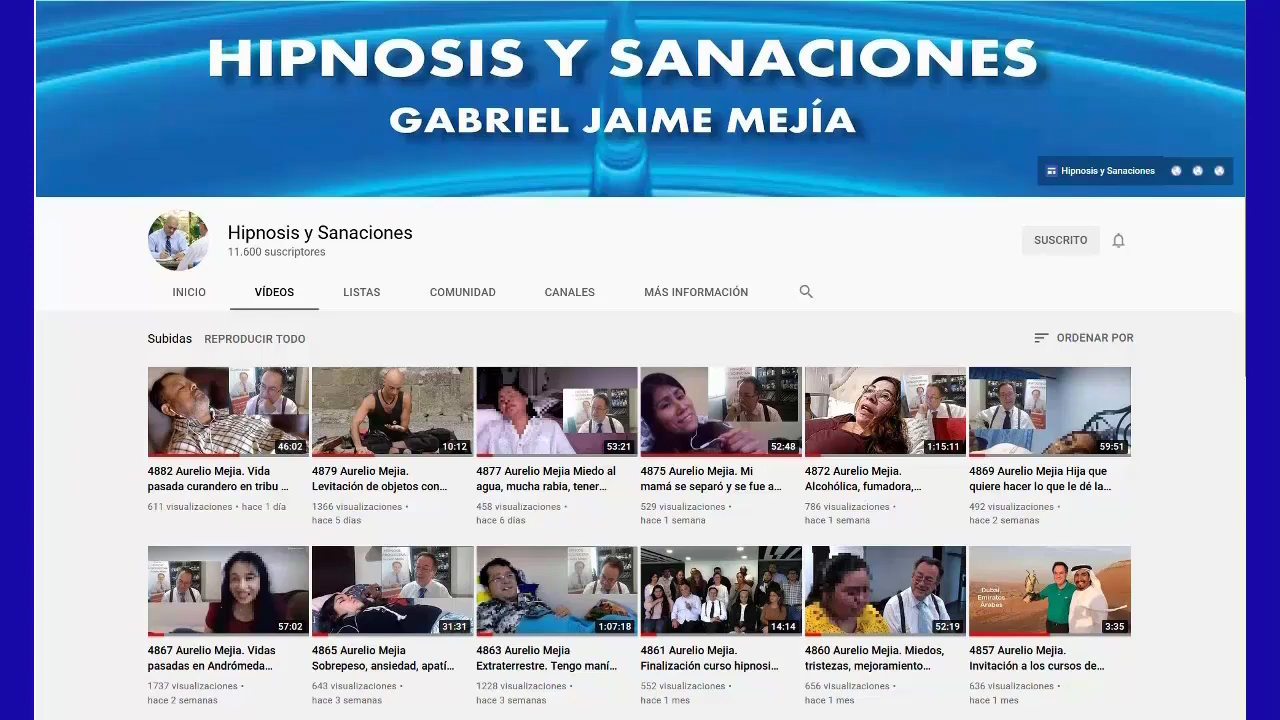 HIPNOSIS Y SANACIONES
GABRIEL JAIME MEJÍA
Hipnosis y Sanaciones
Hipnosis y Sanaciones
11.600 suscriptores
SUSCRITO
INICIO VÍDEOS LISTAS COMUNIDAD CANALES MÁS INFORMACIÓN
Subidas REPRODUCIR TODO ORDENAR POR
46:02
10:12
53:21
52:48
1:15:11
59:51
4882 Aurelio Mejia. Vida
pasada curandero en tribu ...
611 visualizaciones • hace 1 día
4879 Aurelio Mejia.
Levitación de objetos con...
1366 visualizaciones •
hace 5 días
4877 Aurelio Mejia Miedo al
agua, mucha rabia, tener...
458 visualizaciones •
hace 6 días
4875 Aurelio Mejia. Mi
mamá se separó y se fue a...
529 visualizaciones •
hace 1 semana
4872 Aurelio Mejia.
Alcohólica, fumadora,...
786 visualizaciones •
hace 1 semana
4869 Aurelio Mejia Hija que
quiere hacer lo que le dé la...
492 visualizaciones •
hace 2 semanas
57:02
31:31
1:07:18
14:14
52:19
Dubai,
Emiratos
Árabes
3:35
4867 Aurelio Mejia. Vidas
pasadas en Andrómeda...
1737 visualizaciones •
hace 2 semanas
4865 Aurelio Mejia
Sobrepeso, ansiedad, apatí...
643 visualizaciones •
hace 3 semanas
4863 Aurelio Mejia
Extraterrestre. Tengo maní...
1228 visualizaciones •
hace 3 semanas
4861 Aurelio Mejia.
Finalización curso hipnosi...
552 visualizaciones •
hace 1 mes
4860 Aurelio Mejia. Miedos,
tristezas, mejoramiento...
656 visualizaciones •
hace 1 mes
4857 Aurelio Mejia.
Invitación a los cursos de...
636 visualizaciones •
hace 1 mes